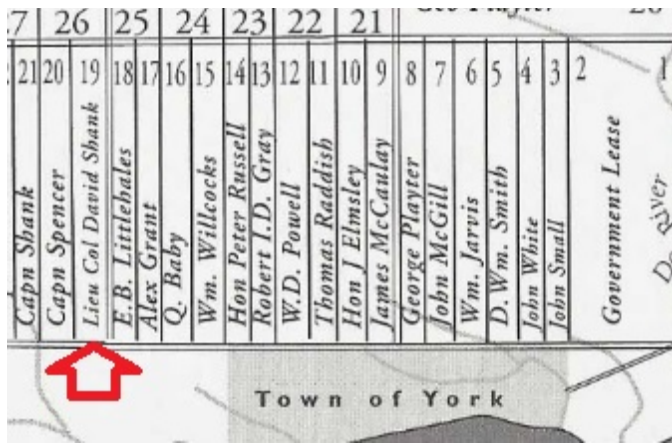 27 26 25 24 23 22 21
21 20 19 18 17 16 15 14 13 12 11 10 9 8 7 6 5 4 3 2
Capn Shank
Capn Spencer
Lieu Col David Shank
E.B. Littlehales
Alex Grant
Q. Baby
Wm. Willcocks
Hon Peter Russell
Robert I.D. Gray
W.D. Powell
Thomas Raddish
Hon J Elmsley
James McCaulay
George Playter
John McGill
Wm. Jarvis
D. Wm. Smith
John White
John Small
Government Lease
River
Town of York